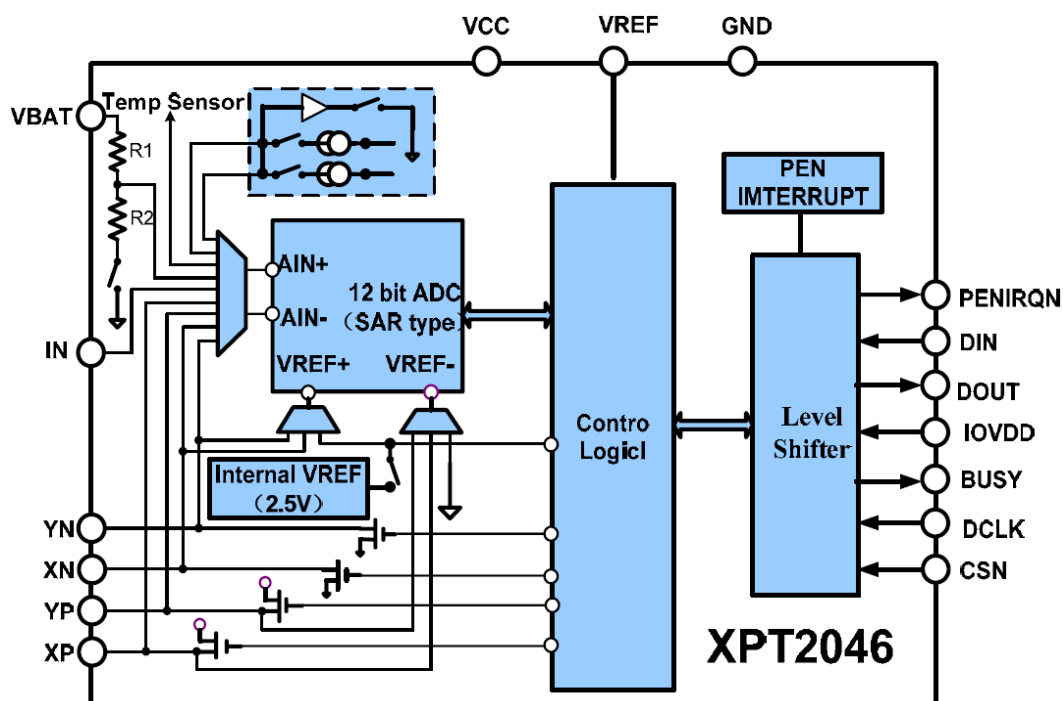 VCC
VREF
GND
VBAT
Temp Sensor
R1
R2
IN
AIN+
AIN-
12 bit ADC
（SAR type）
VREF+
VREF-
Internal VREF
（2.5V）
YN
XN
YP
XP
Contro
Logicl
PEN
IMTERRUPT
Level
Shifter
PENIRQN
DIN
DOUT
IOVDD
BUSY
DCLK
CSN
XPT2046